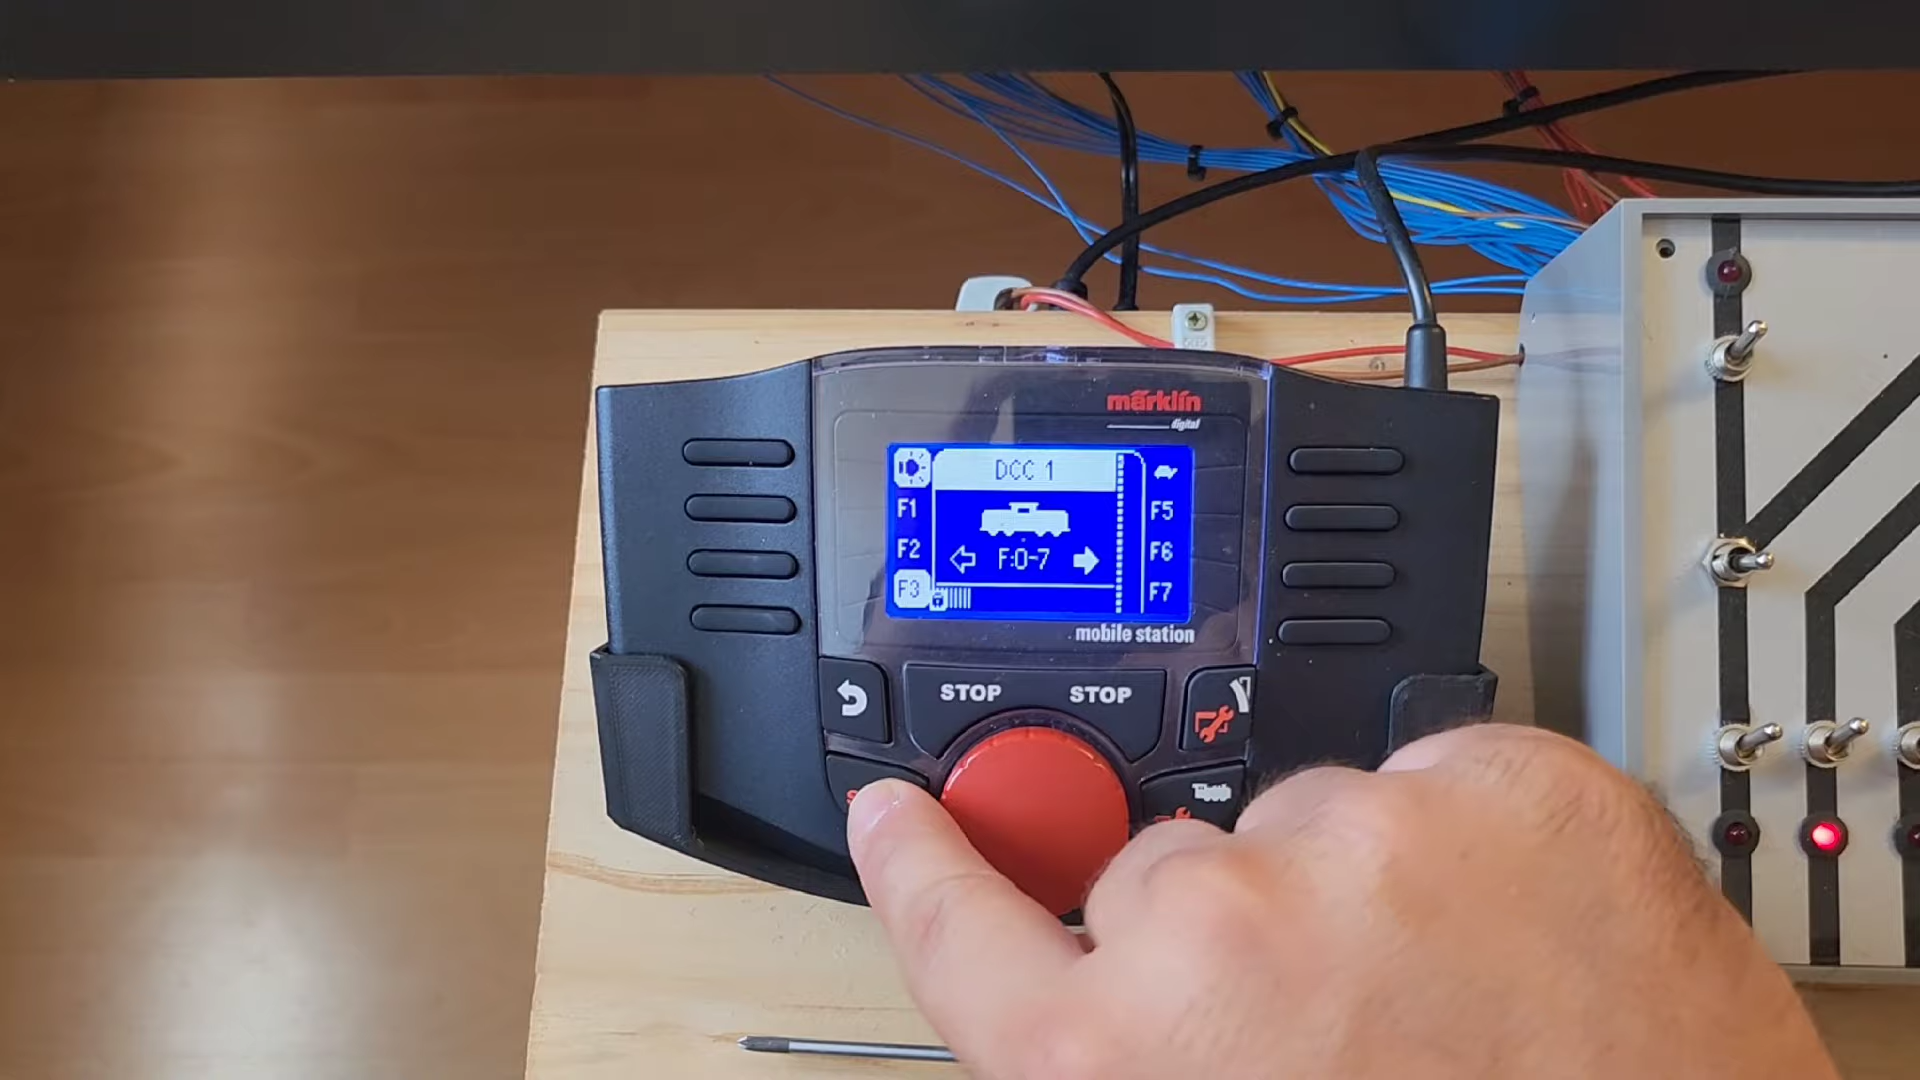 märklin
digital
DCC 1
F1
F5
F2
F:0-7
F6
F3
F7
mobile station
STOP STOP